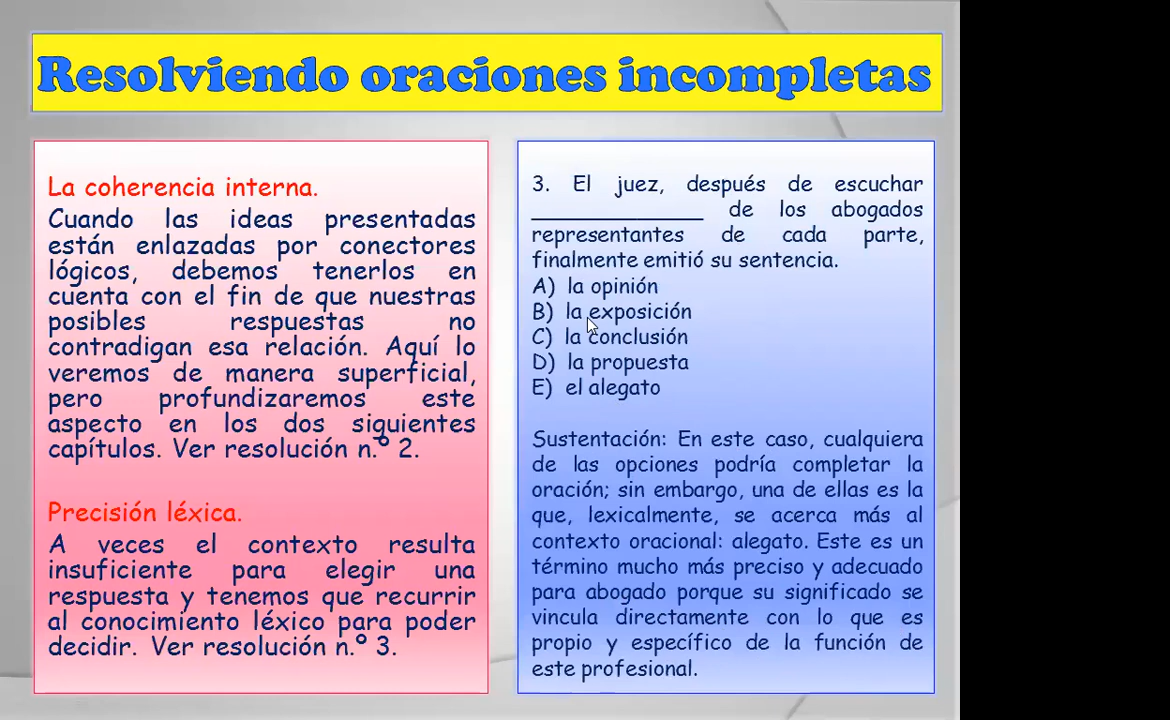 Resolviendo oraciones incompletas
La coherencia interna.
Cuando las ideas presentadas
están enlazadas por conectores
lógicos, debemos tenerlos en
cuenta con el fin de que nuestras
posibles respuestas no
contradigan esa relación. Aquí lo
veremos de manera superficial,
pero profundizaremos este
aspecto en los dos siguientes
capítulos. Ver resolución n.º 2.
Precisión léxica.
A veces el contexto resulta
insuficiente para elegir una
respuesta y tenemos que recurrir
al conocimiento léxico para poder
decidir. Ver resolución n.º 3.
3. El juez, después de escuchar
_______________ de los abogados
representantes de cada parte,
finalmente emitió su sentencia.
A) la opinión
B) la exposición
C) la conclusión
D) la propuesta
E) el alegato
Sustentación: En este caso, cualquiera
de las opciones podría completar la
oración; sin embargo, una de ellas es la
que, lexicalmente, se acerca más al
contexto oracional: alegato. Este es un
término mucho más preciso y adecuado
para abogado porque su significado se
vincula directamente con lo que es
propio y específico de la función de
este profesional.